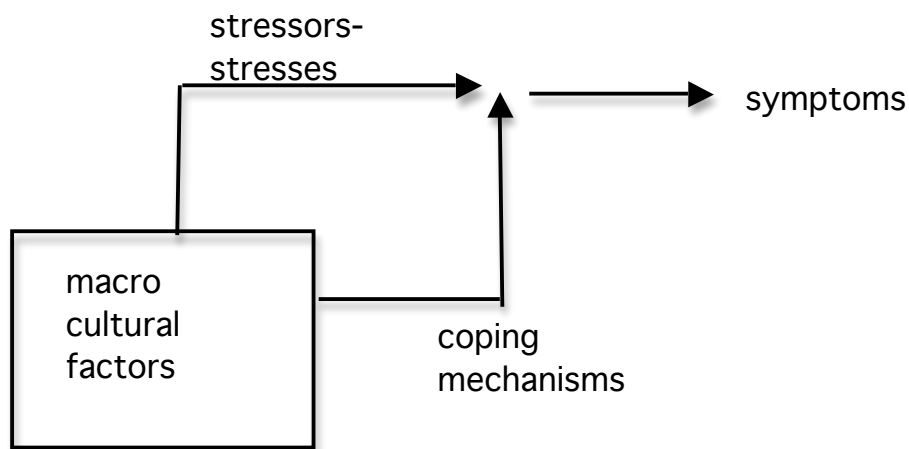 stressors-
stresses
symptoms
macro
cultural
factors
coping
mechanisms